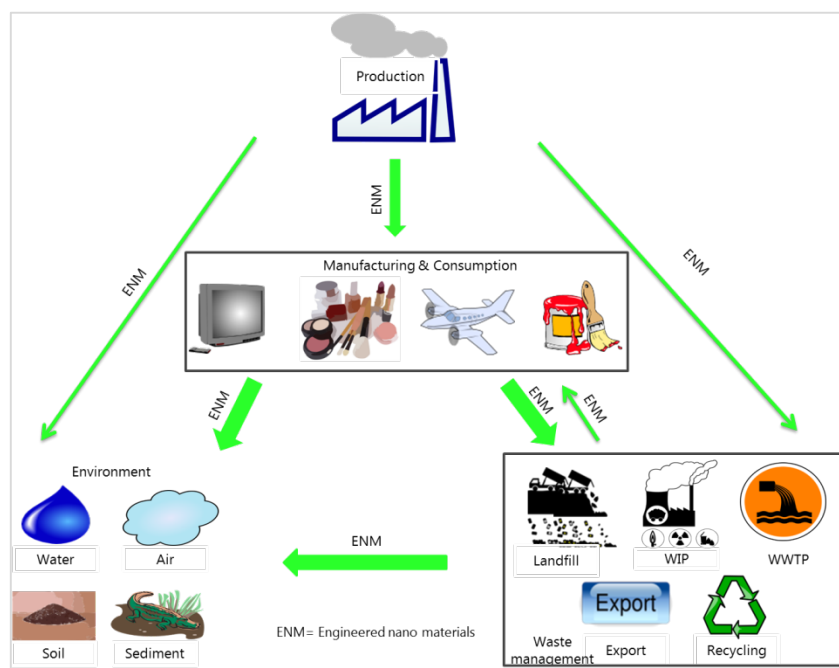 Production
ENM
Manufacturing & Consumption
ENM
ENM
ENM
ENM
ENM
Environment
Water
Air
Soil
Sediment
ENM
ENM= Engineered nano materials
Landfill
WIP
WWTP
Export
Waste
management
Export
Recycling